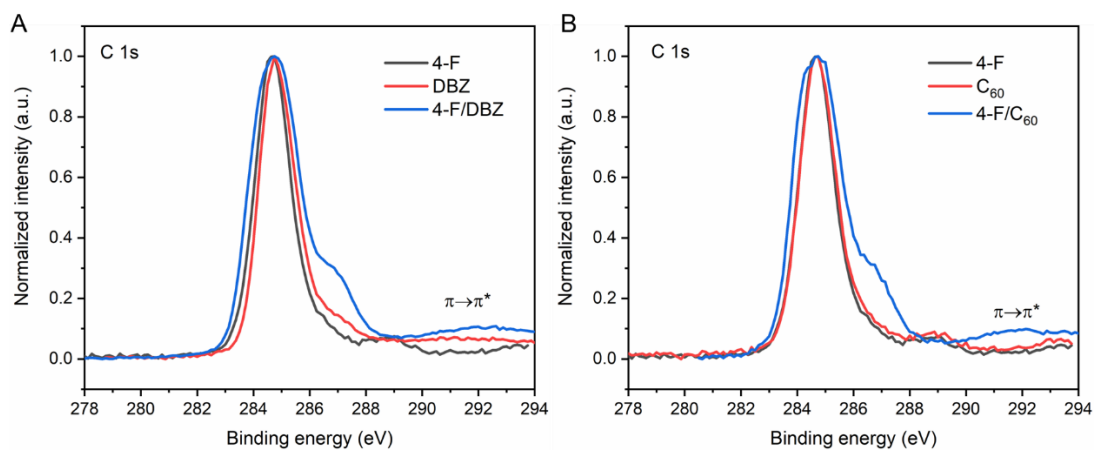 A
C 1s
4-F
DBZ
4-F/DBZ
π→π*
Normalized intensity (a.u.)
1.0
0.8
0.6
0.4
0.2
0.0
278 280 282 284 286 288 290 292 294
Binding energy (eV)
B
C 1s
4-F
C₆₀
4-F/C₆₀
π→π*
Normalized intensity (a.u.)
1.0
0.8
0.6
0.4
0.2
0.0
278 280 282 284 286 288 290 292 294
Binding energy (eV)